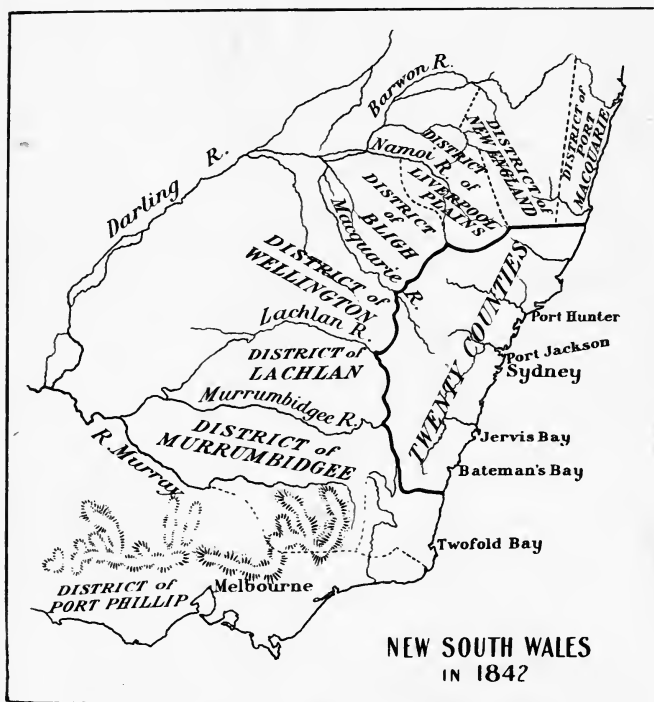 Barwon R.
Darling R.
Namoi R.
DISTRICT of
LIVERPOOL
PLAINS
DISTRICT of
NEW ENGLAND
DISTRICT of
PORT
MACQUARIE
DISTRICT
of
BLIGH
Macquarie R.
DISTRICT of
WELLINGTON
Lachlan R.
DISTRICT of
LACHLAN
TWENTY COUNTIES
Port Hunter
Port Jackson
Sydney
Murrumbidgee R.
DISTRICT of
MURRUMBIDGEE
Jervis Bay
Bateman's Bay
R. Murray
Twofold Bay
DISTRICT of
PORT PHILLIP
Melbourne
NEW SOUTH WALES
IN 1842